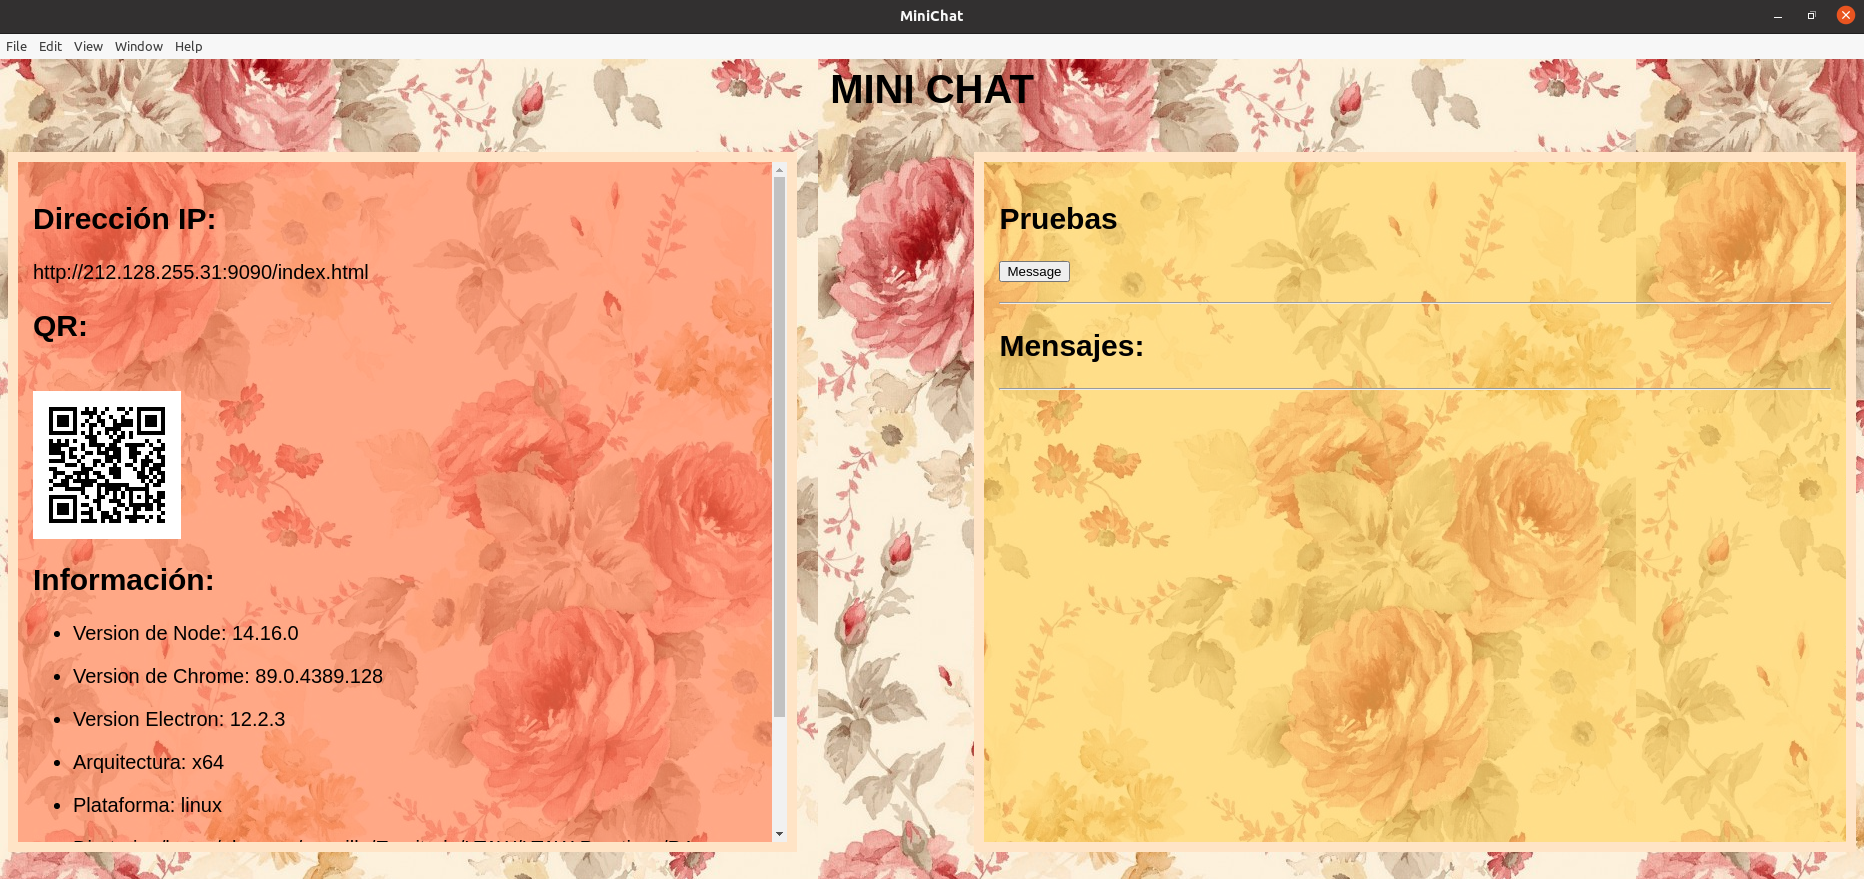 MiniChat
File Edit View Window Help
MINI CHAT
Dirección IP:
http://212.128.255.31:9090/index.html
QR:
Información:
Version de Node: 14.16.0
Version de Chrome: 89.0.4389.128
Version Electron: 12.2.3
Arquitectura: x64
Plataforma: linux
Pruebas
Message
Mensajes: